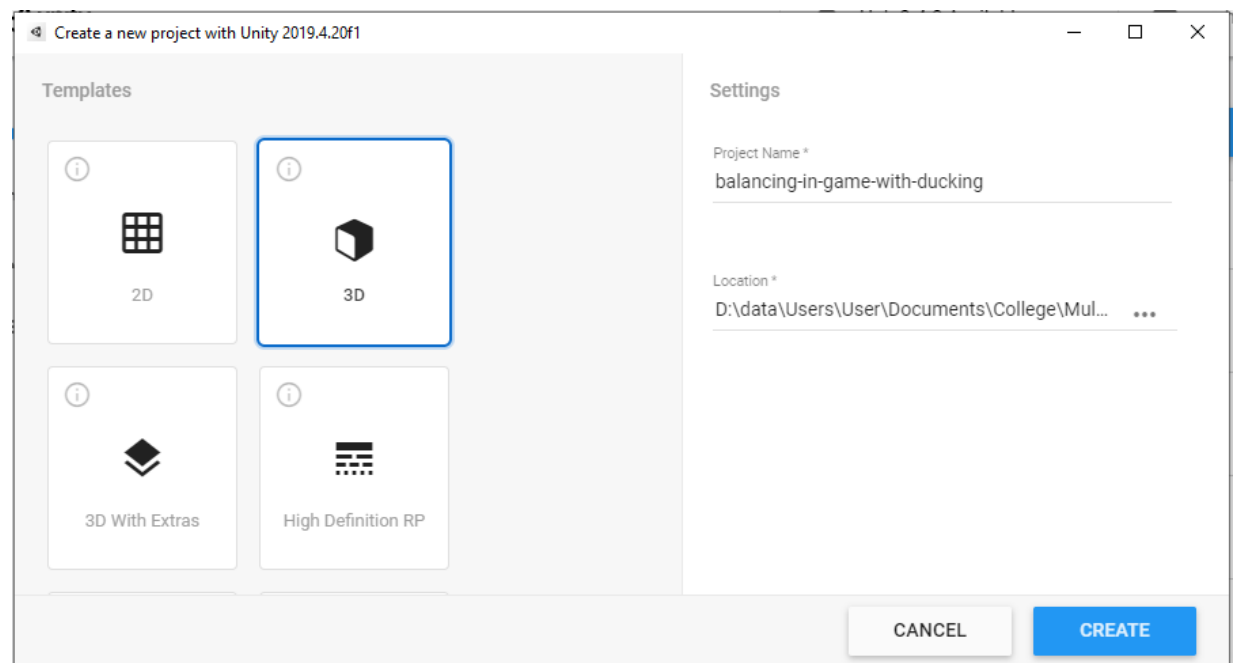 Create a new project with Unity 2019.4.20f1
Templates
2D
3D
3D With Extras
High Definition RP
Settings
Project Name *
balancing-in-game-with-ducking
Location *
D:\data\Users\User\Documents\College\Mul... •••
CANCEL
CREATE